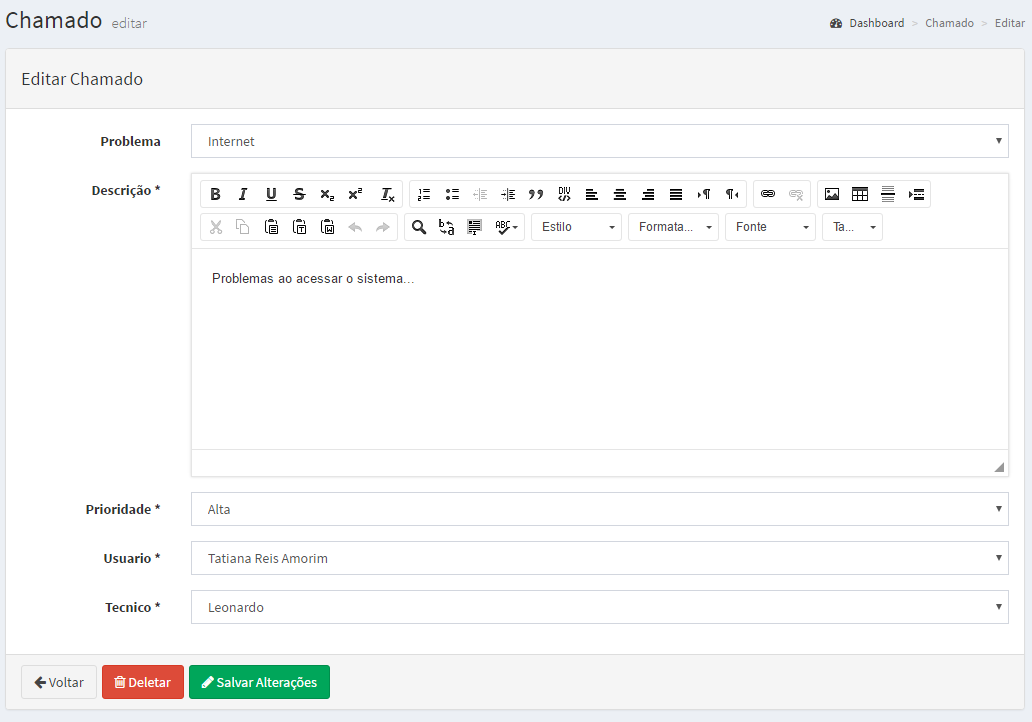 Chamado editar
Dashboard > Chamado > Editar
Editar Chamado
Problema
Internet
Descrição *
Estilo
Formata...
Fonte
Ta...
Problemas ao acessar o sistema...
Prioridade *
Alta
Usuario *
Tatiana Reis Amorim
Tecnico *
Leonardo
Voltar
Deletar
Salvar Alterações